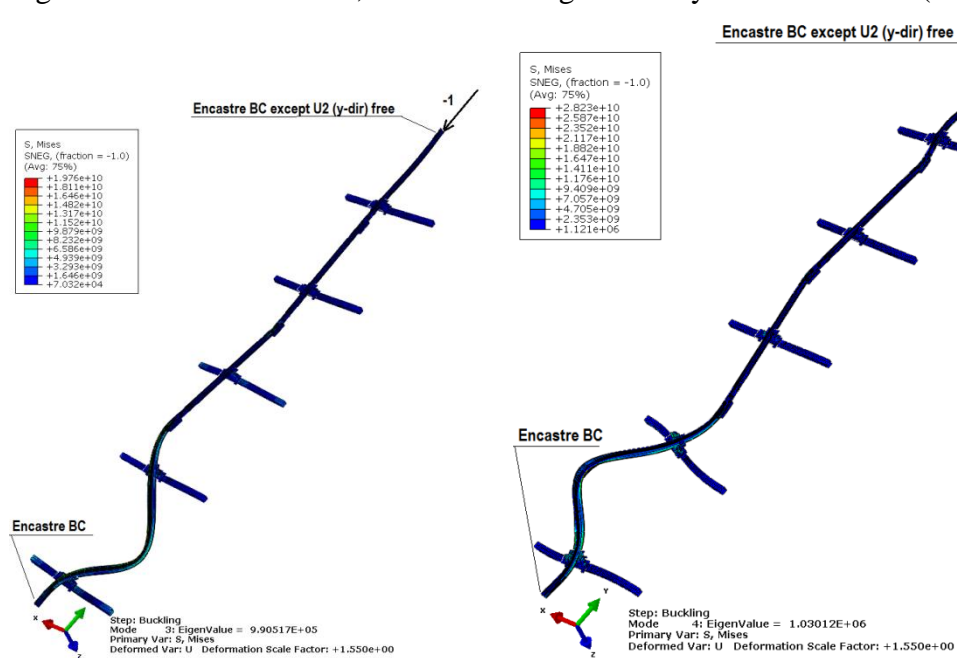 Encastre BC except U2 (y-dir) free
-1
S, Mises
SNEG, (fraction = -1.0)
(Avg: 75%)
+1.976e+10
+1.811e+10
+1.646e+10
+1.482e+10
+1.317e+10
+1.152e+10
+9.879e+09
+8.232e+09
+6.586e+09
+4.939e+09
+3.293e+09
+1.646e+09
+7.032e+04
Encastre BC
x
z
Step: Buckling
Mode 3: EigenValue = 9.90517E+05
Primary Var: S, Mises
Deformed Var: U Deformation Scale Factor: +1.550e+00
Encastre BC except U2 (y-dir) free
S, Mises
SNEG, (fraction = -1.0)
(Avg: 75%)
+2.823e+10
+2.587e+10
+2.352e+10
+2.117e+10
+1.882e+10
+1.647e+10
+1.411e+10
+1.176e+10
+9.409e+09
+7.057e+09
+4.705e+09
+2.353e+09
+1.121e+06
Encastre BC
X
Y
Z
Step: Buckling
Mode 4: EigenValue = 1.03012E+06
Primary Var: S, Mises
Deformed Var: U Deformation Scale Factor: +1.550e+00